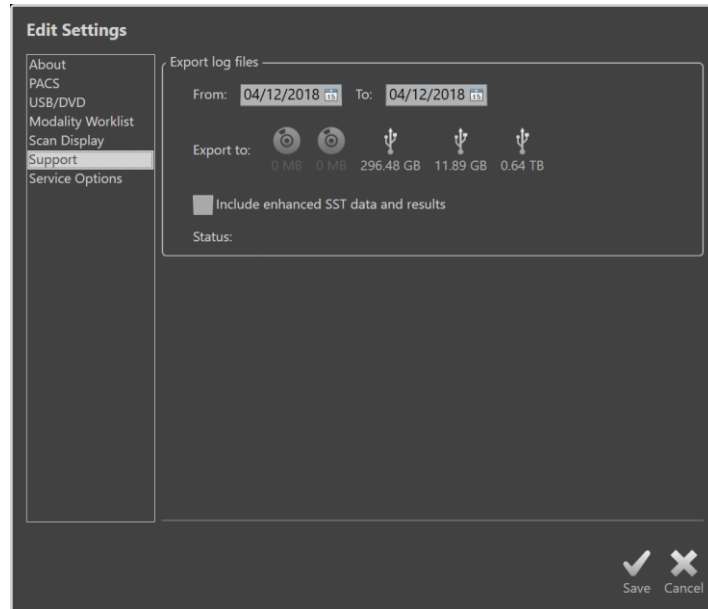 Edit Settings
About
PACS
USB/DVD
Modality Worklist
Scan Display
Support
Service Options
Export log files
From: 04/12/2018 15 To: 04/12/2018 15
Export to:
0 MB 0 MB 296.48 GB 11.89 GB 0.64 TB
Include enhanced SST data and results
Status:
Save Cancel